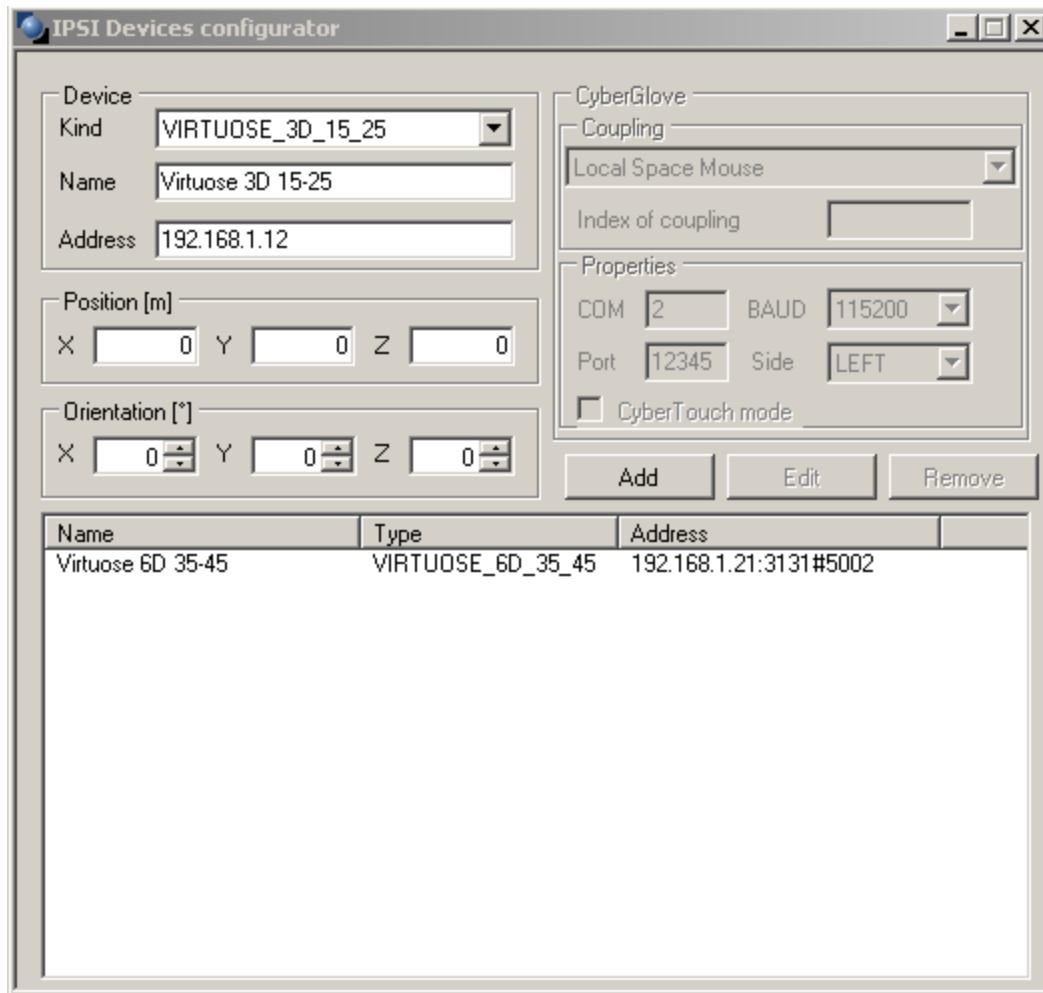 IPSI Devices configurator
Device
Kind VIRTUOSE_3D_15_25
Name Virtuose 3D 15-25
Address 192.168.1.12
Position [m]
X 0 Y 0 Z 0
Orientation [°]
X 0 Y 0 Z 0
CyberGlove
Coupling
Local Space Mouse
Index of coupling
Properties
COM 2 BAUD 115200
Port 12345 Side LEFT
CyberTouch mode
Add Edit Remove
Name Type Address
Virtuose 6D 35-45 VIRTUOSE_6D_35_45 192.168.1.21:3131#5002